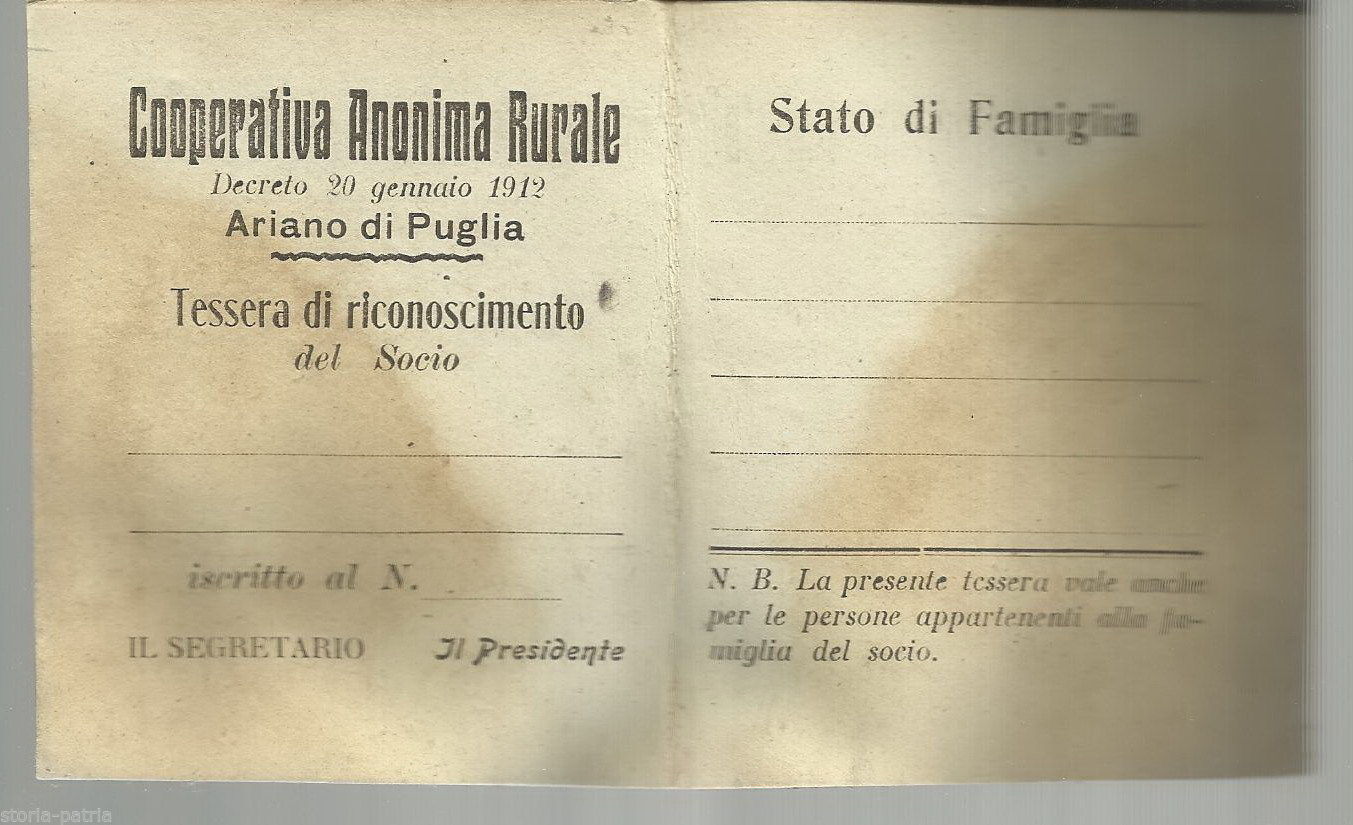 Cooperativa Anonima Rurale
Decreto 20 gennaio 1912
Ariano di Puglia
Tessera di riconoscimento
del Socio
iscritto al N.
IL SEGRETARIO Il Presidente
Stato di Famiglia
N. B. La presente tessera vale anche
per le persone appartenenti alla fa-
miglia del socio.
storia-patria